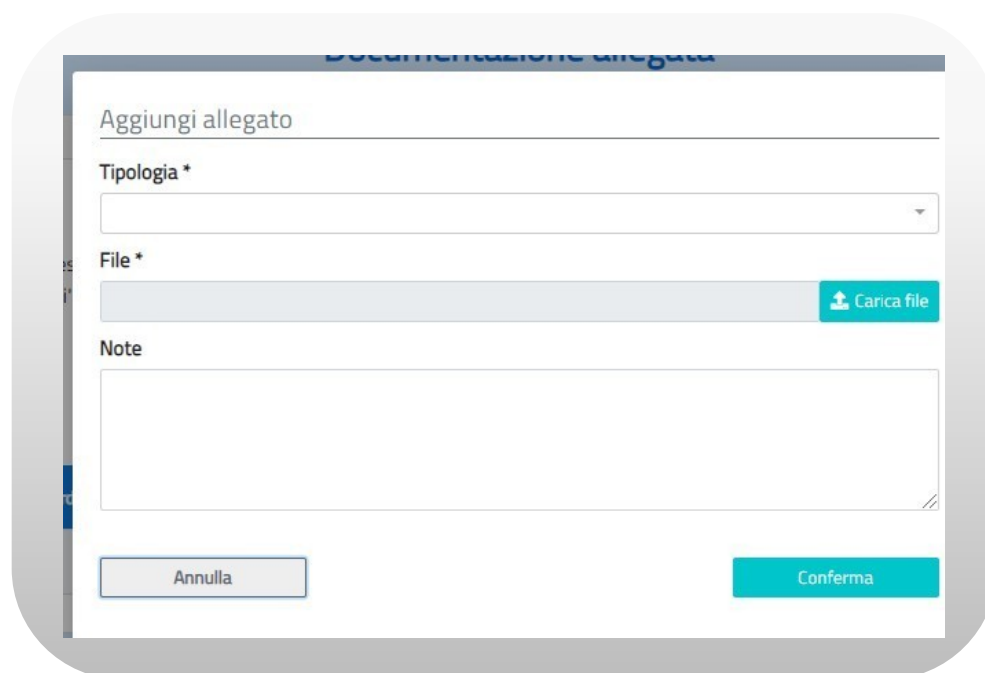 Documentazione allegata
Aggiungi allegato
Tipologia *
File *
Carica file
Note
Annulla
Conferma